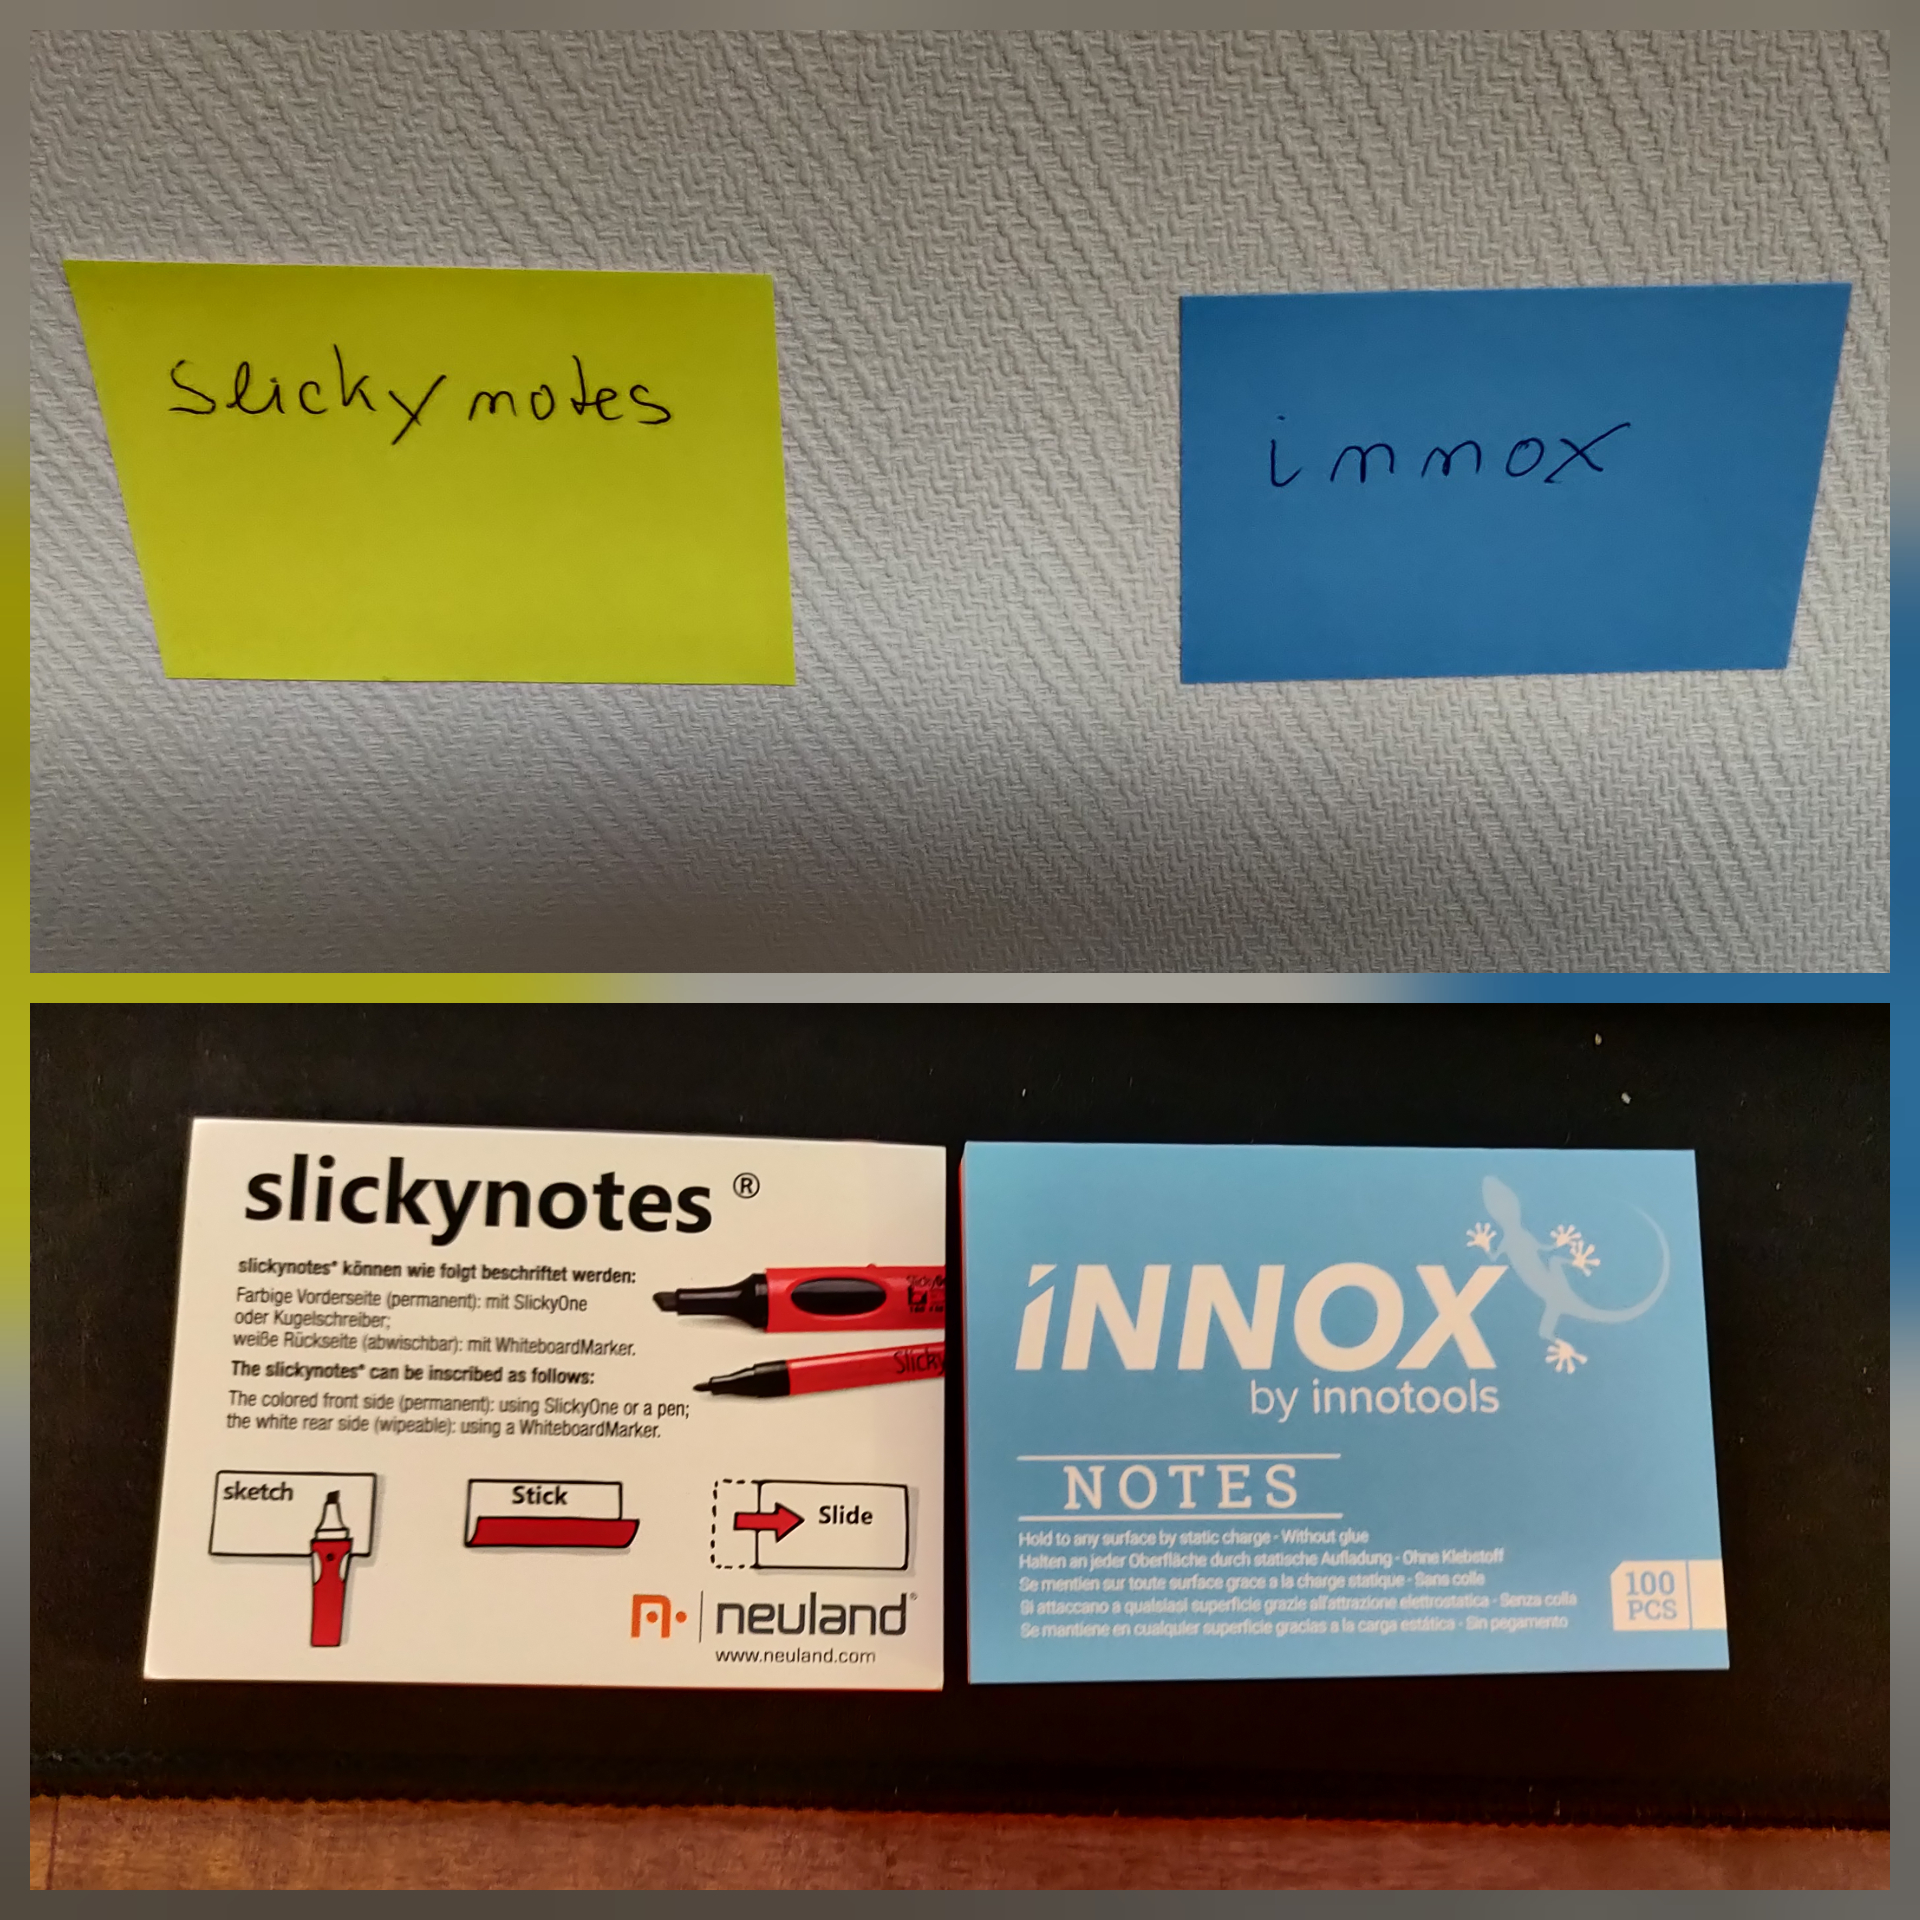 Slicky notes
innox
slickynotes ®
slickynotes® können wie folgt beschriftet werden:
Farbige Vorderseite (permanent): mit SlickyOne
oder Kugelschreiber;
weiße Rückseite (abwischbar): mit WhiteboardMarker.
The slickynotes® can be inscribed as follows:
The colored front side (permanent): using SlickyOne or a pen;
the white rear side (wipeable): using a WhiteboardMarker.
Slicky
sketch
Stick
Slide
neuland®
www.neuland.com
iNNOX
by innotools
NOTES
Hold to any surface by static charge - Without glue
Halten an jeder Oberfläche durch statische Aufladung - Ohne Klebstoff
Se mentien sur toute surface grace a la charge statique - Sans colle
Si attaccano a qualsiasi superficie grazie all'attrazione elettrostatica - Senza colla
Se mantiene en cualquier superficie gracias a la carga estática - Sin pegamento
100
PCS